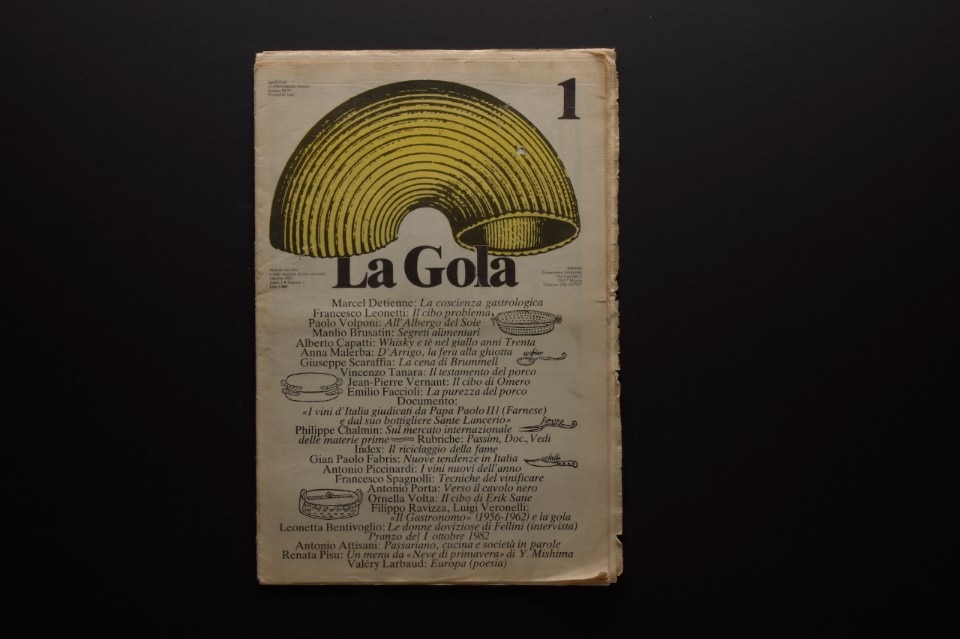 1
La Gola
Marcel Detienne: La coscienza gastrologica
Francesco Leonetti: Il cibo problema
Paolo Volponi: All'Albergo del Sole
Manlio Brusatin: Segreti alimentari
Alberto Capatti: Whisky e tè nel giallo anni Trenta
Anna Malerba: D'Arrigo, la fera alla ghiotta
Giuseppe Scaraffia: La cena di Brummell
Vincenzo Tanara: Il testamento del porco
Jean-Pierre Vernant: Il cibo di Omero
Emilio Faccioli: La purezza del porco
Documento:
«I vini d'Italia giudicati da Papa Paolo III (Farnese)
e dal suo bottigliere Sante Lancerio»
Philippe Chalmin: Sul mercato internazionale
delle materie prime Rubriche: Passim, Doc., Vedi
Index: Il riciclaggio della fame
Gian Paolo Fabris: Nuove tendenze in Italia
Antonio Piccinardi: I vini nuovi dell'anno
Francesco Spagnolli: Tecniche del vinificare
Antonio Porta: Verso il cavolo nero
Ornella Volta: Il cibo di Erik Satie
Filippo Ravizza, Luigi Veronelli:
«Il Gastronomo» (1956-1962) e la gola
Leonetta Bentivoglio: Le donne doviziose di Fellini (intervista)
Pranzo del 1 ottobre 1982
Antonio Attisani: Passariano, cucina e società in parole
Renata Pisu: Un menu da «Neve di primavera» di Y. Mishima
Valéry Larbaud: Europa (poesia)